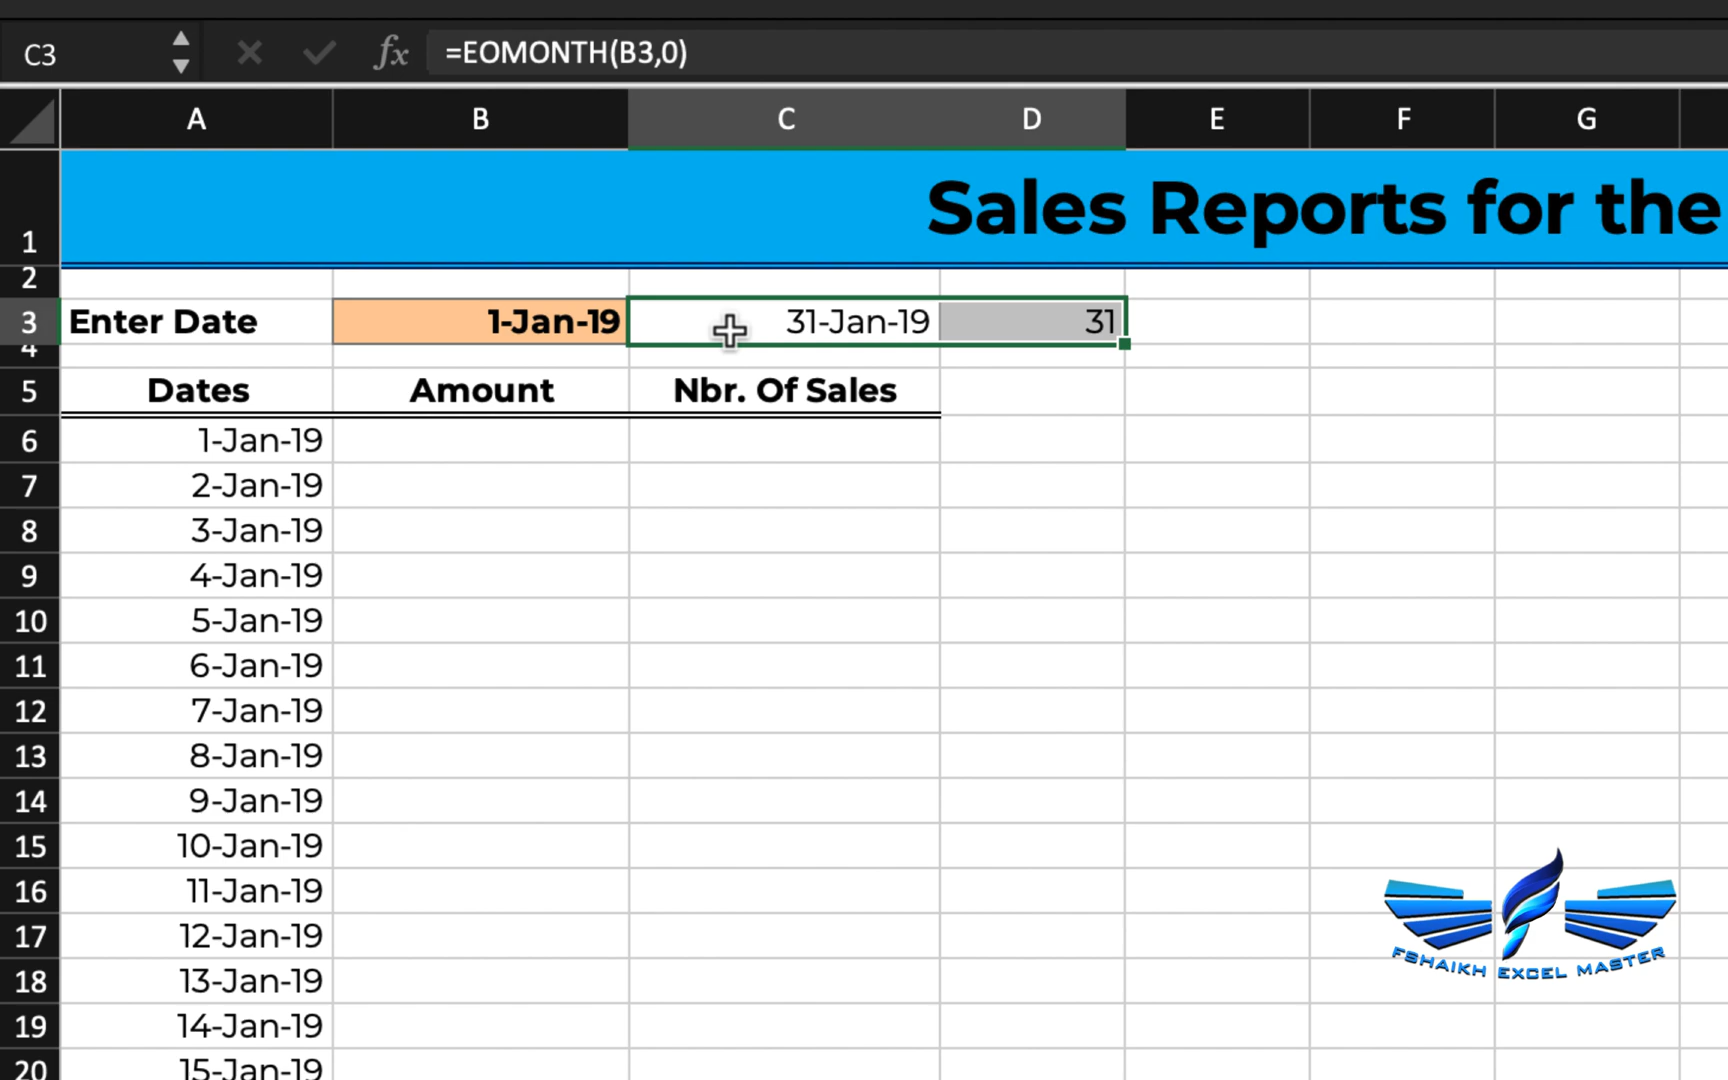 C3 fx =EOMONTH(B3,0)
A B C D E F G
1 Sales Reports for the
2
3 Enter Date 1-Jan-19 31-Jan-19 31
4
5 Dates Amount Nbr. Of Sales
6 1-Jan-19
7 2-Jan-19
8 3-Jan-19
9 4-Jan-19
10 5-Jan-19
11 6-Jan-19
12 7-Jan-19
13 8-Jan-19
14 9-Jan-19
15 10-Jan-19
16 11-Jan-19
17 12-Jan-19
18 13-Jan-19
19 14-Jan-19
20 15-Jan-19
FSHAIKH EXCEL MASTER